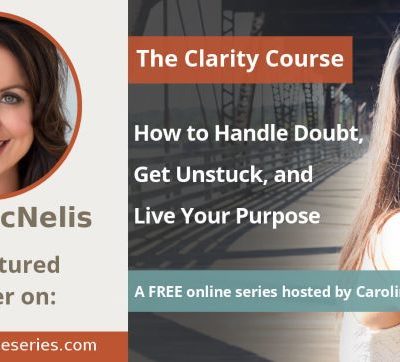 The Clarity Course
How to Handle Doubt,
Get Unstuck, and
Live Your Purpose
A FREE online series hosted by
cNelis
tured
r on:
eseries.com